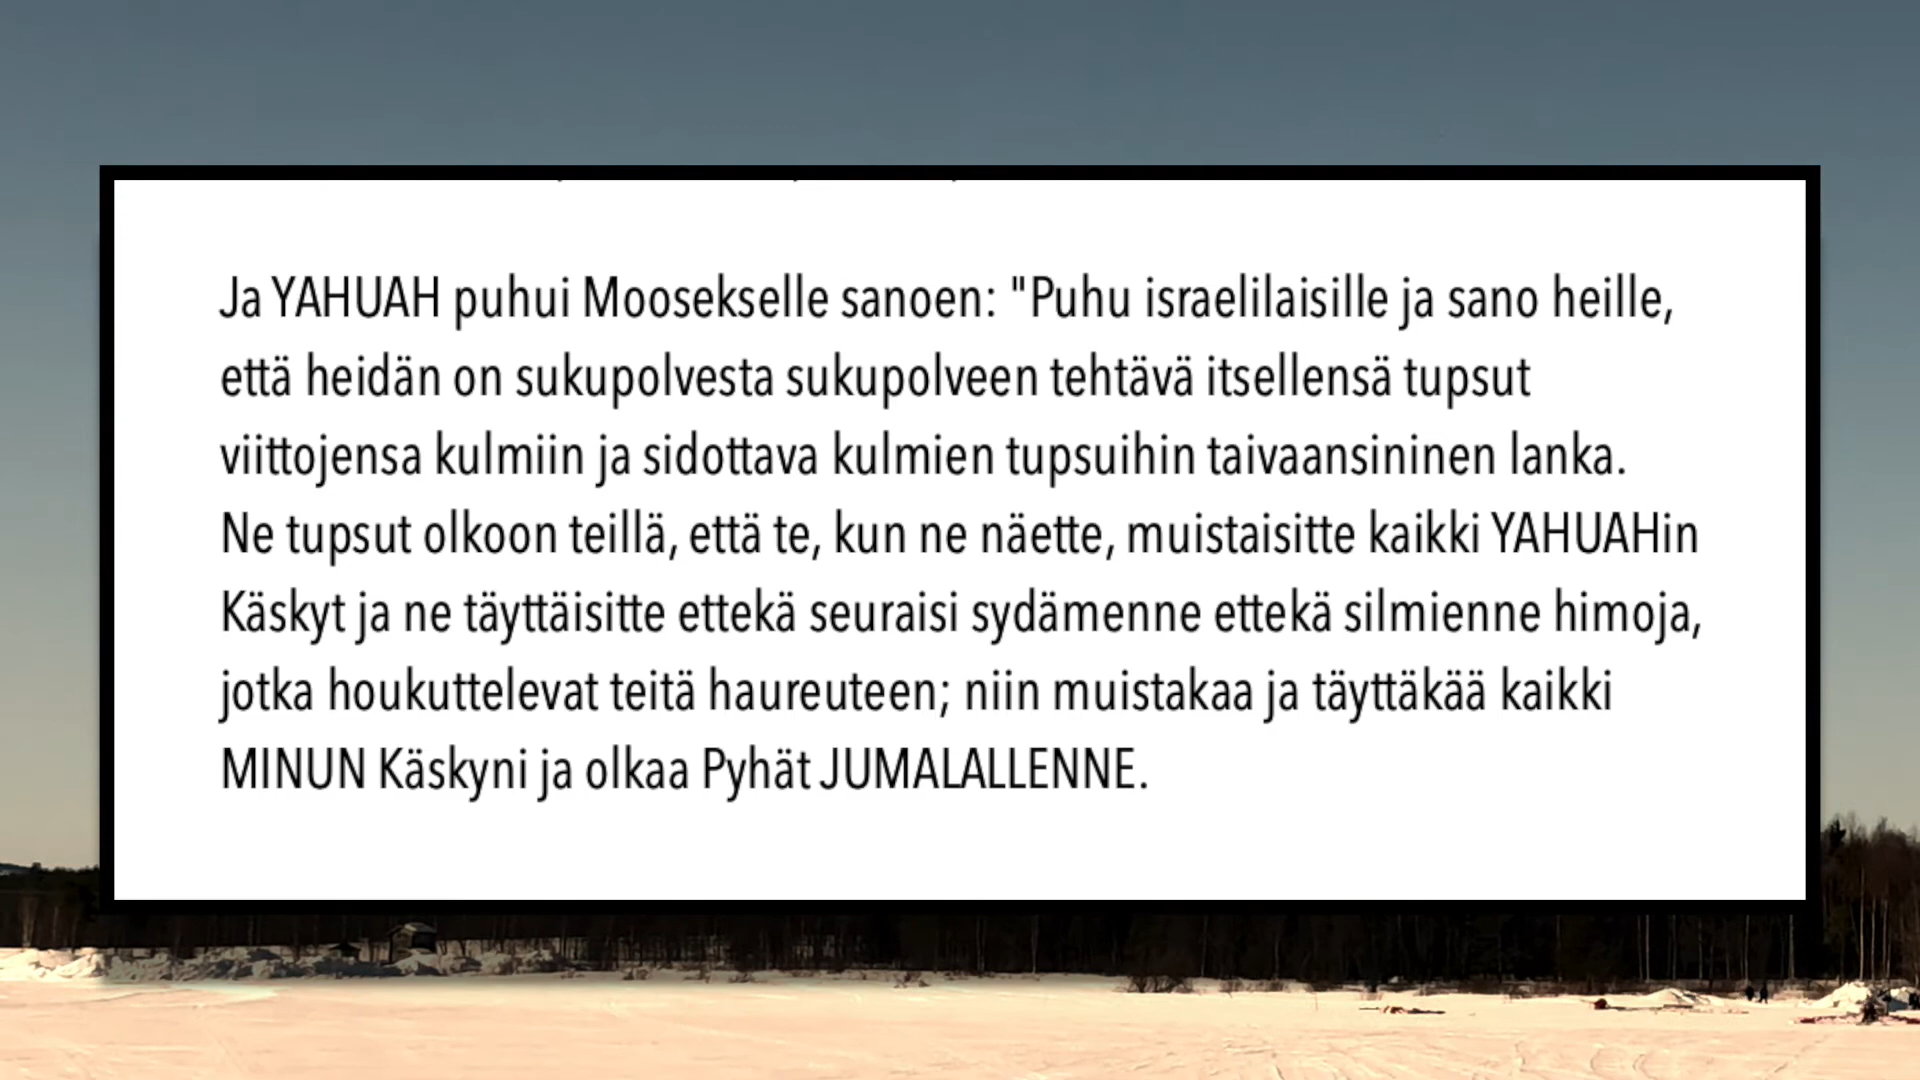 Ja YAHUAH puhui Moosekselle sanoen: "Puhu israelilaisille ja sano heille,
että heidän on sukupolvesta sukupolveen tehtävä itsellensä tupsut
viittojensa kulmiin ja sidottava kulmien tupsuihin taivaansininen lanka.
Ne tupsut olkoon teillä, että te, kun ne näette, muistaisitte kaikki YAHUAHin
Käskyt ja ne täyttäisitte ettekä seuraisi sydämenne ettekä silmienne himoja,
jotka houkuttelevat teitä haureuteen; niin muistakaa ja täyttäkää kaikki
MINUN Käskyni ja olkaa Pyhät JUMALALLENNE.